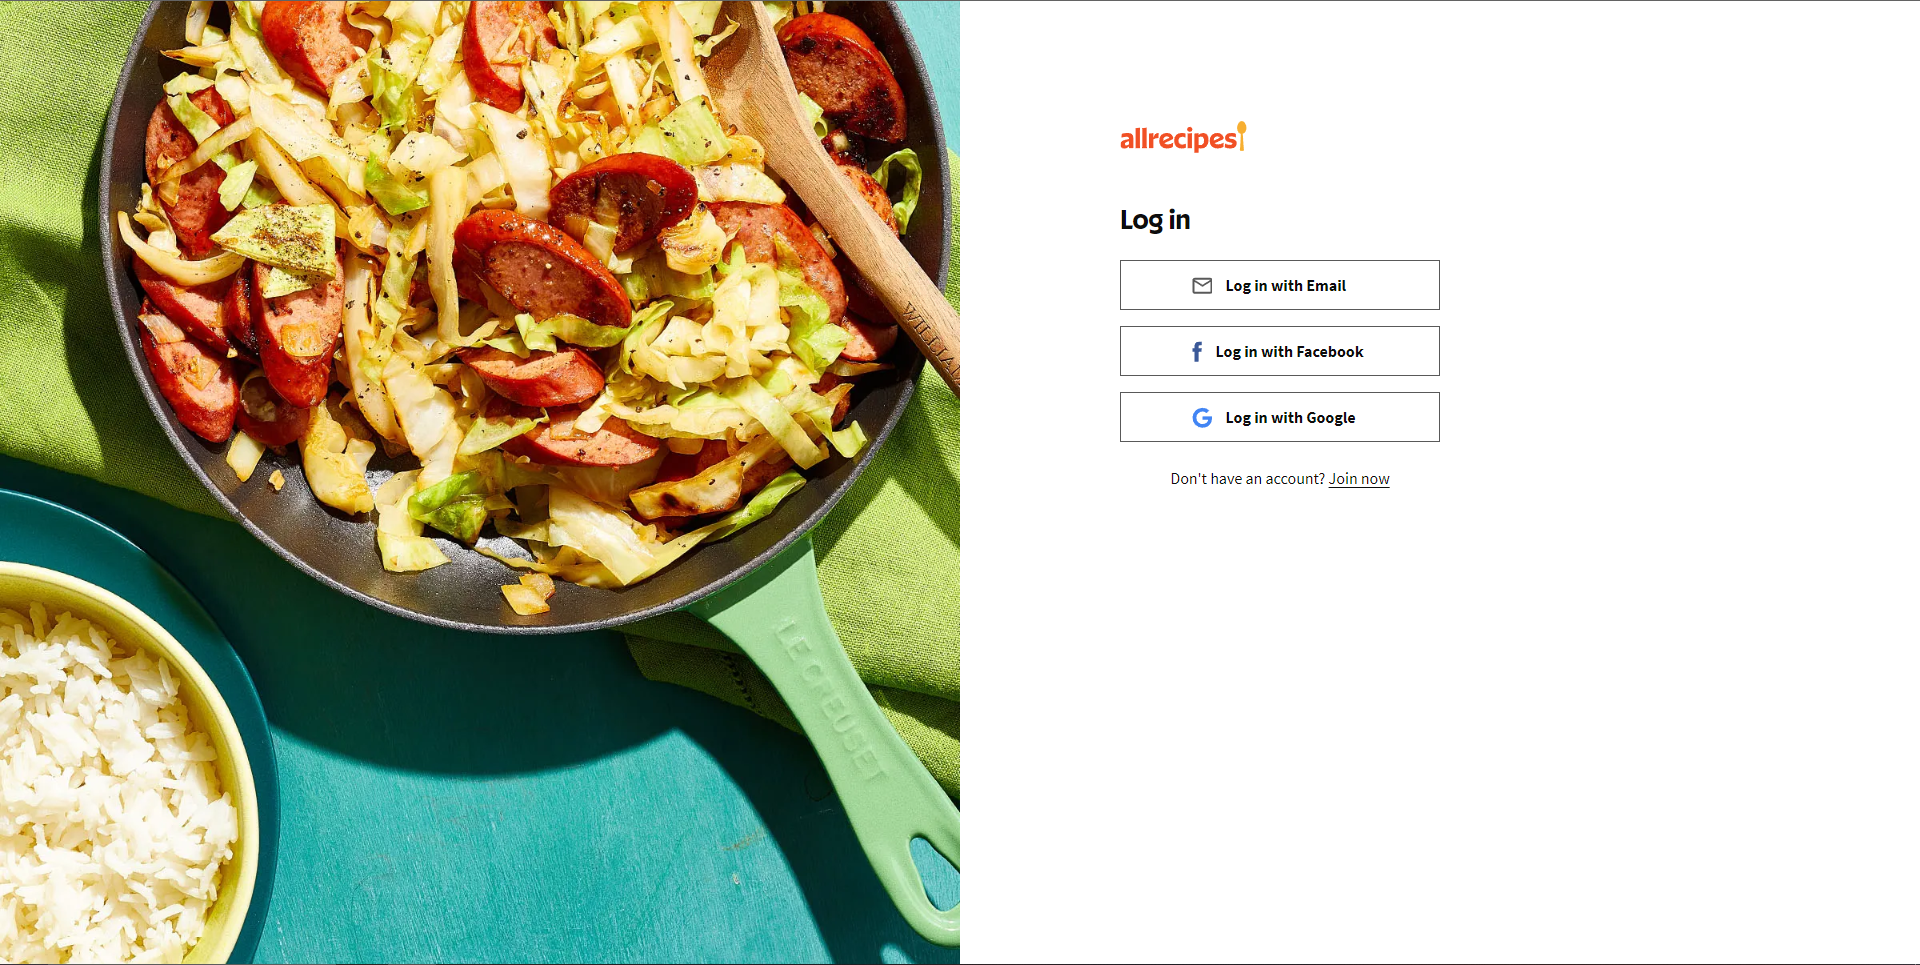 WILLIAM
LE CREUSET
allrecipes
Log in
Log in with Email
Log in with Facebook
Log in with Google
Don't have an account? Join now